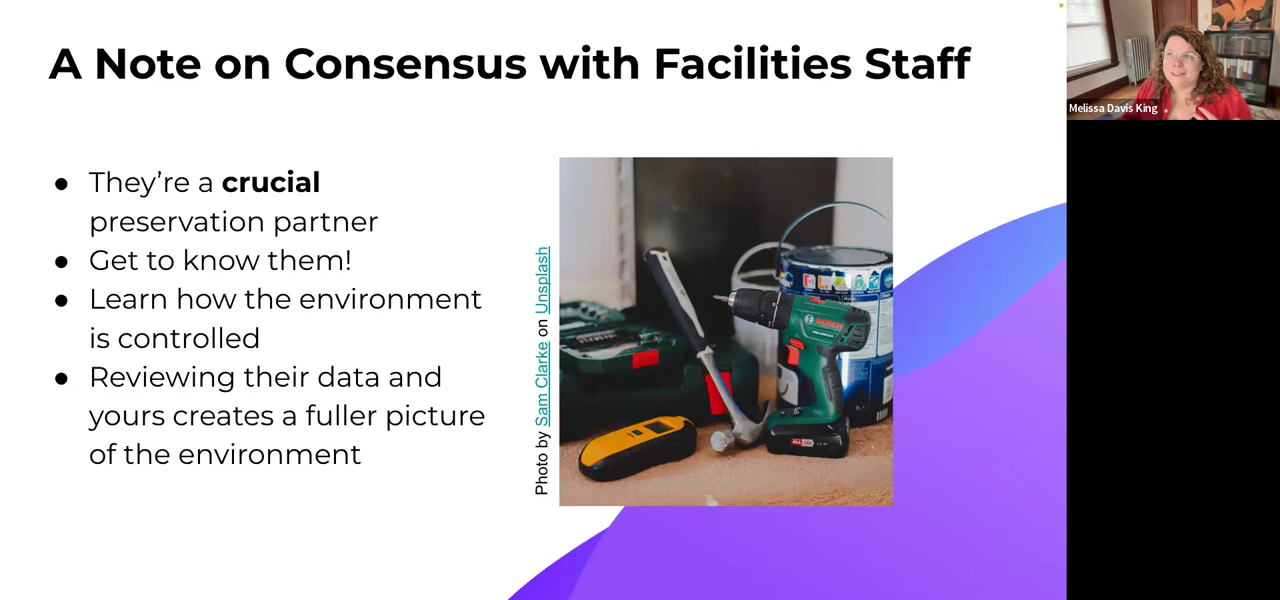 A Note on Consensus with Facilities Staff
Melissa Davis King
● They’re a crucial
preservation partner
● Get to know them!
● Learn how the environment
is controlled
● Reviewing their data and
yours creates a fuller picture
of the environment
Photo by Sam Clarke on Unsplash
BOSCH